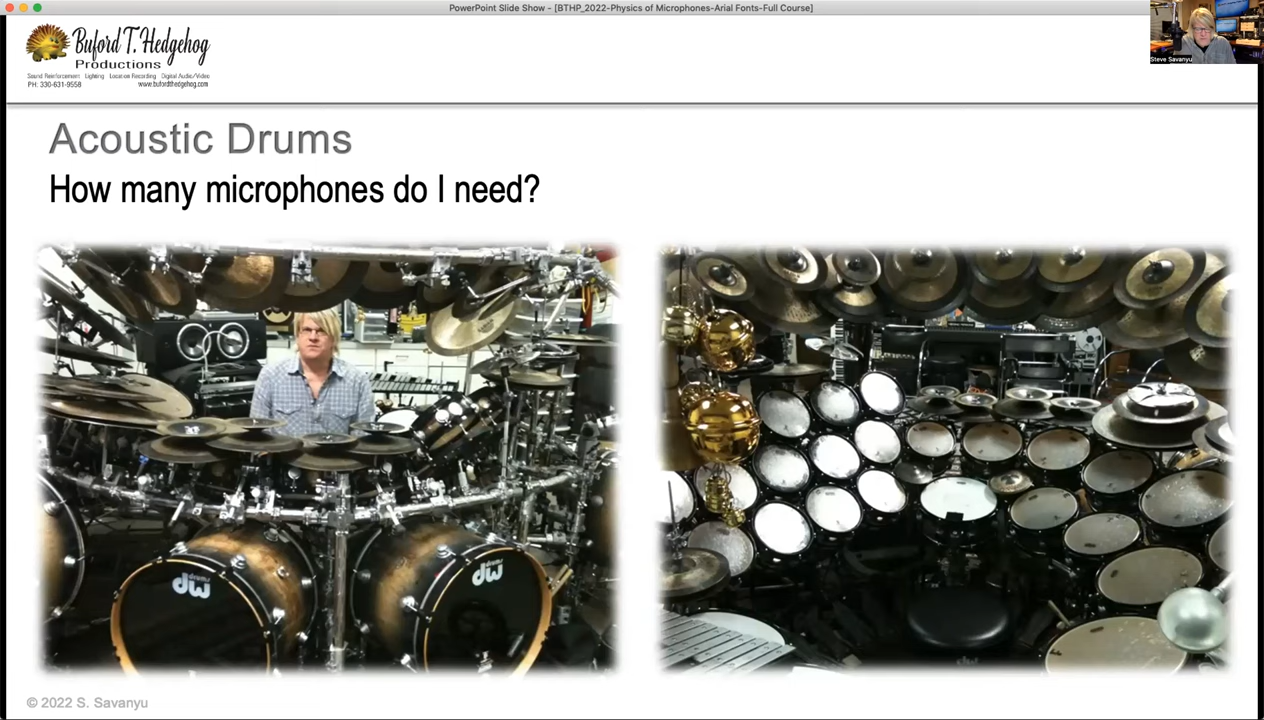 PowerPoint Slide Show - [BTHP_2022-Physics of Microphones-Arial Fonts-Full Course]
Buford T. Hedgehog
Productions
Sound Reinforcement Lighting Location Recording Digital Audio/Video
PH: 330-631-9558 www.bufordthedgehog.com
Steve Savanyu
Acoustic Drums
How many microphones do I need?
drums
dw
drums
dw
© 2022 S. Savanyu